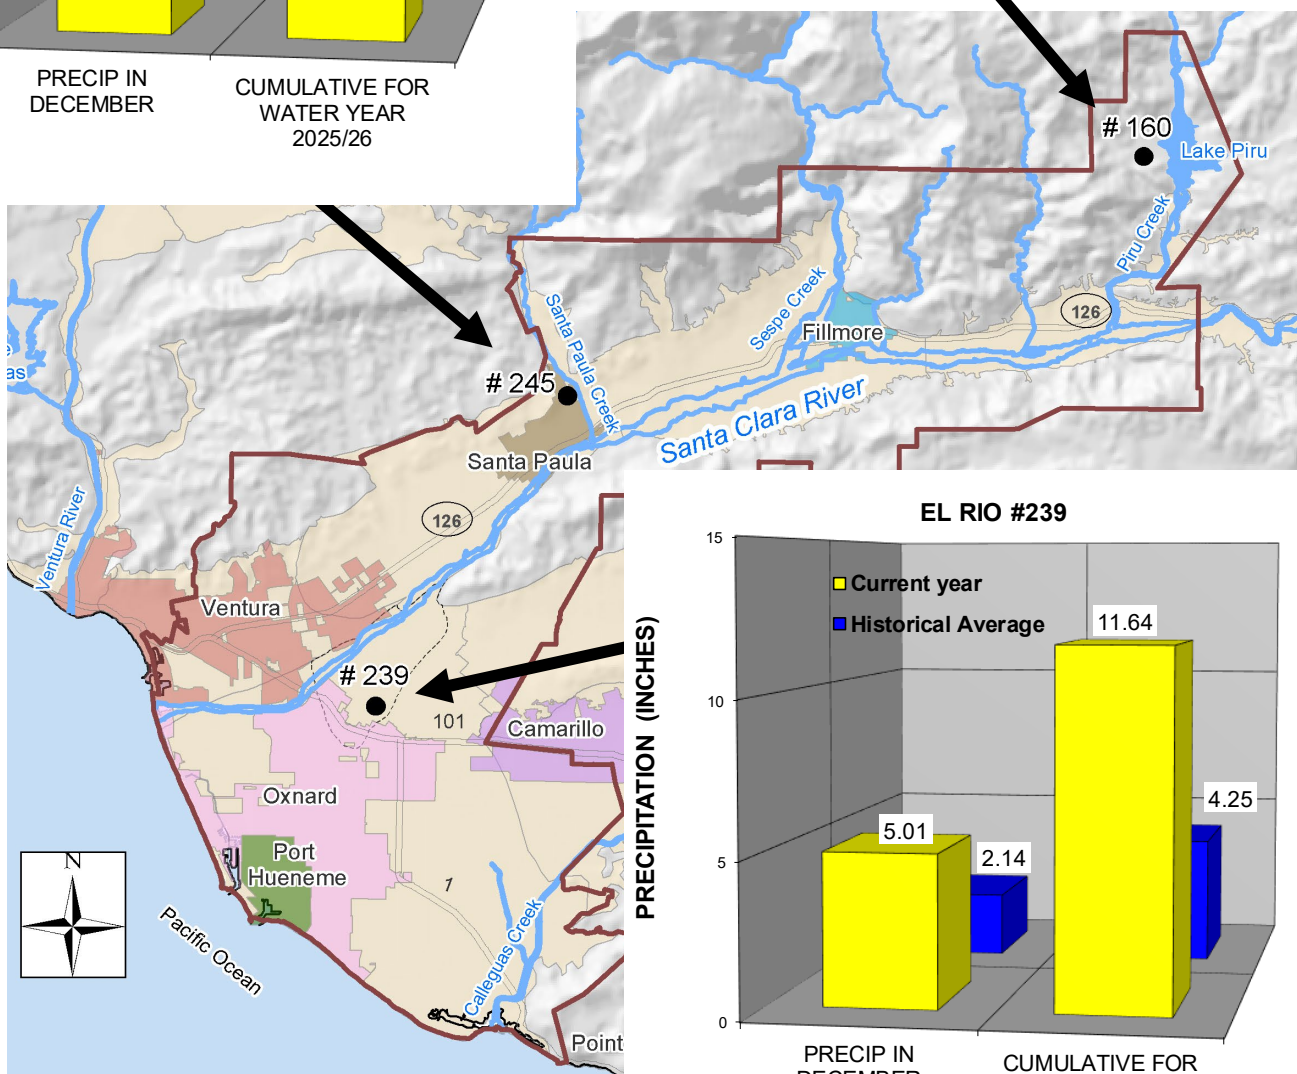 PRECIP IN
DECEMBER
CUMULATIVE FOR
WATER YEAR
2025/26
# 160
Lake Piru
Piru Creek
126
Sespe Creek
Fillmore
Santa Paula Creek
# 245
Santa Clara River
Santa Paula
126
Ventura River
as
Ventura
# 239
101
Camarillo
Oxnard
Port
Hueneme
1
N
Pacific Ocean
Calleguas Creek
Point
EL RIO #239
PRECIPITATION (INCHES)
15
10
5
0
Current year
Historical Average
5.01
2.14
11.64
4.25
PRECIP IN
DECEMBER
CUMULATIVE FOR